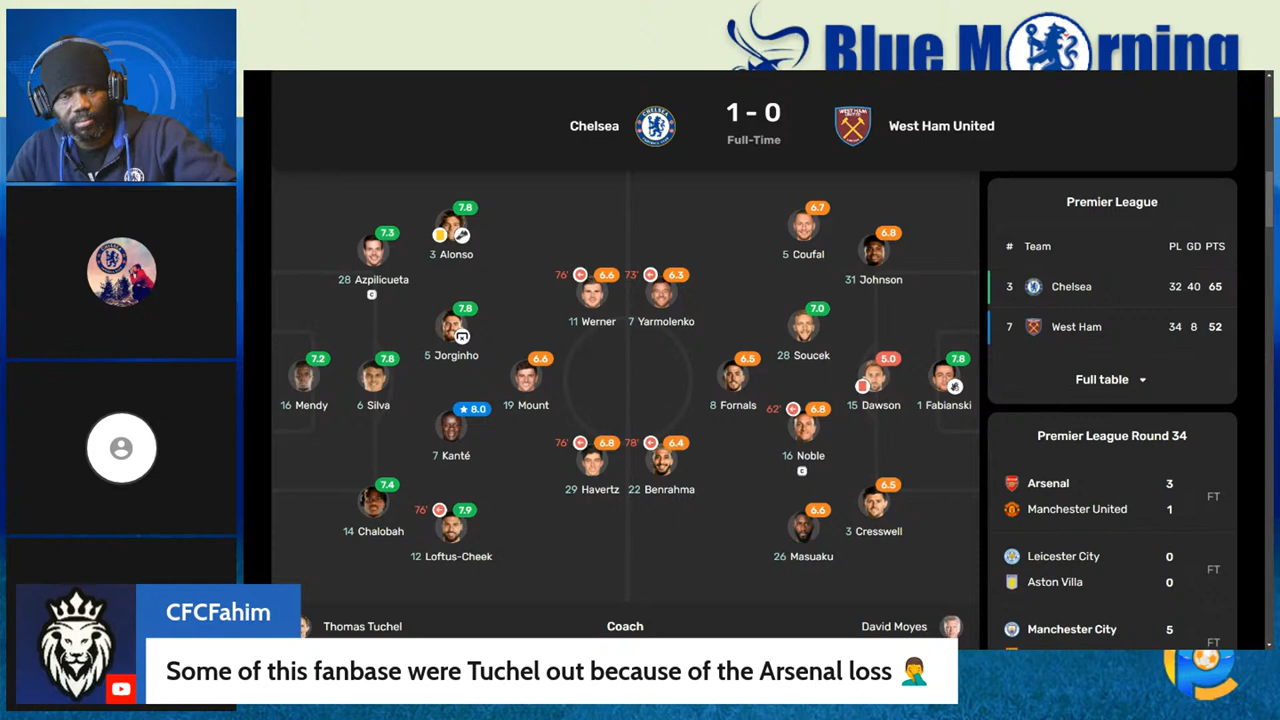 Blue Morning
Chelsea
1 - 0
Full-Time
West Ham United
7.8
3 Alonso
7.3
28 Azpilicueta
C
7.8
5 Jorginho
7.2
16 Mendy
7.8
6 Silva
8.0
7 Kanté
7.4
14 Chalobah
76'
7.9
12 Loftus-Cheek
76'
6.6
11 Werner
6.6
19 Mount
76'
6.8
29 Havertz
73'
6.3
7 Yarmolenko
78'
6.4
22 Benrahma
6.7
5 Coufal
6.8
31 Johnson
7.0
28 Soucek
6.5
8 Fornals
5.0
15 Dawson
7.8
1 Fabianski
62'
6.8
16 Noble
C
6.5
3 Cresswell
6.6
26 Masuaku
Thomas Tuchel
Coach
David Moyes
Premier League
# Team PL GD PTS
3 Chelsea 32 40 65
7 West Ham 34 8 52
Full table
Premier League Round 34
Arsenal 3
Manchester United 1
FT
Leicester City 0
Aston Villa 0
FT
Manchester City 5
FT
CFCFahim
Some of this fanbase were Tuchel out because of the Arsenal loss 🤦‍♂️